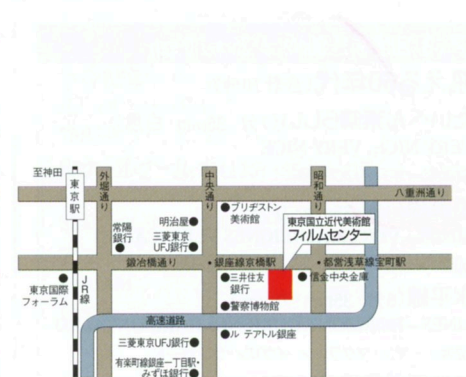 至神田
東京駅
外堀通り
中央通り
昭和通り
八重洲通り
ブリヂストン
美術館
明治屋
常陽
銀行
三菱東京
UFJ銀行
東京国立近代美術館
フィルムセンター
鍛冶橋通り
銀座線京橋駅
都営浅草線宝町駅
東京国際
フォーラム
JR線
三井住友
銀行
信金中央金庫
警察博物館
高速道路
ル テアトル銀座
三菱東京UFJ銀行
有楽町線銀座一丁目駅・
みずほ銀行